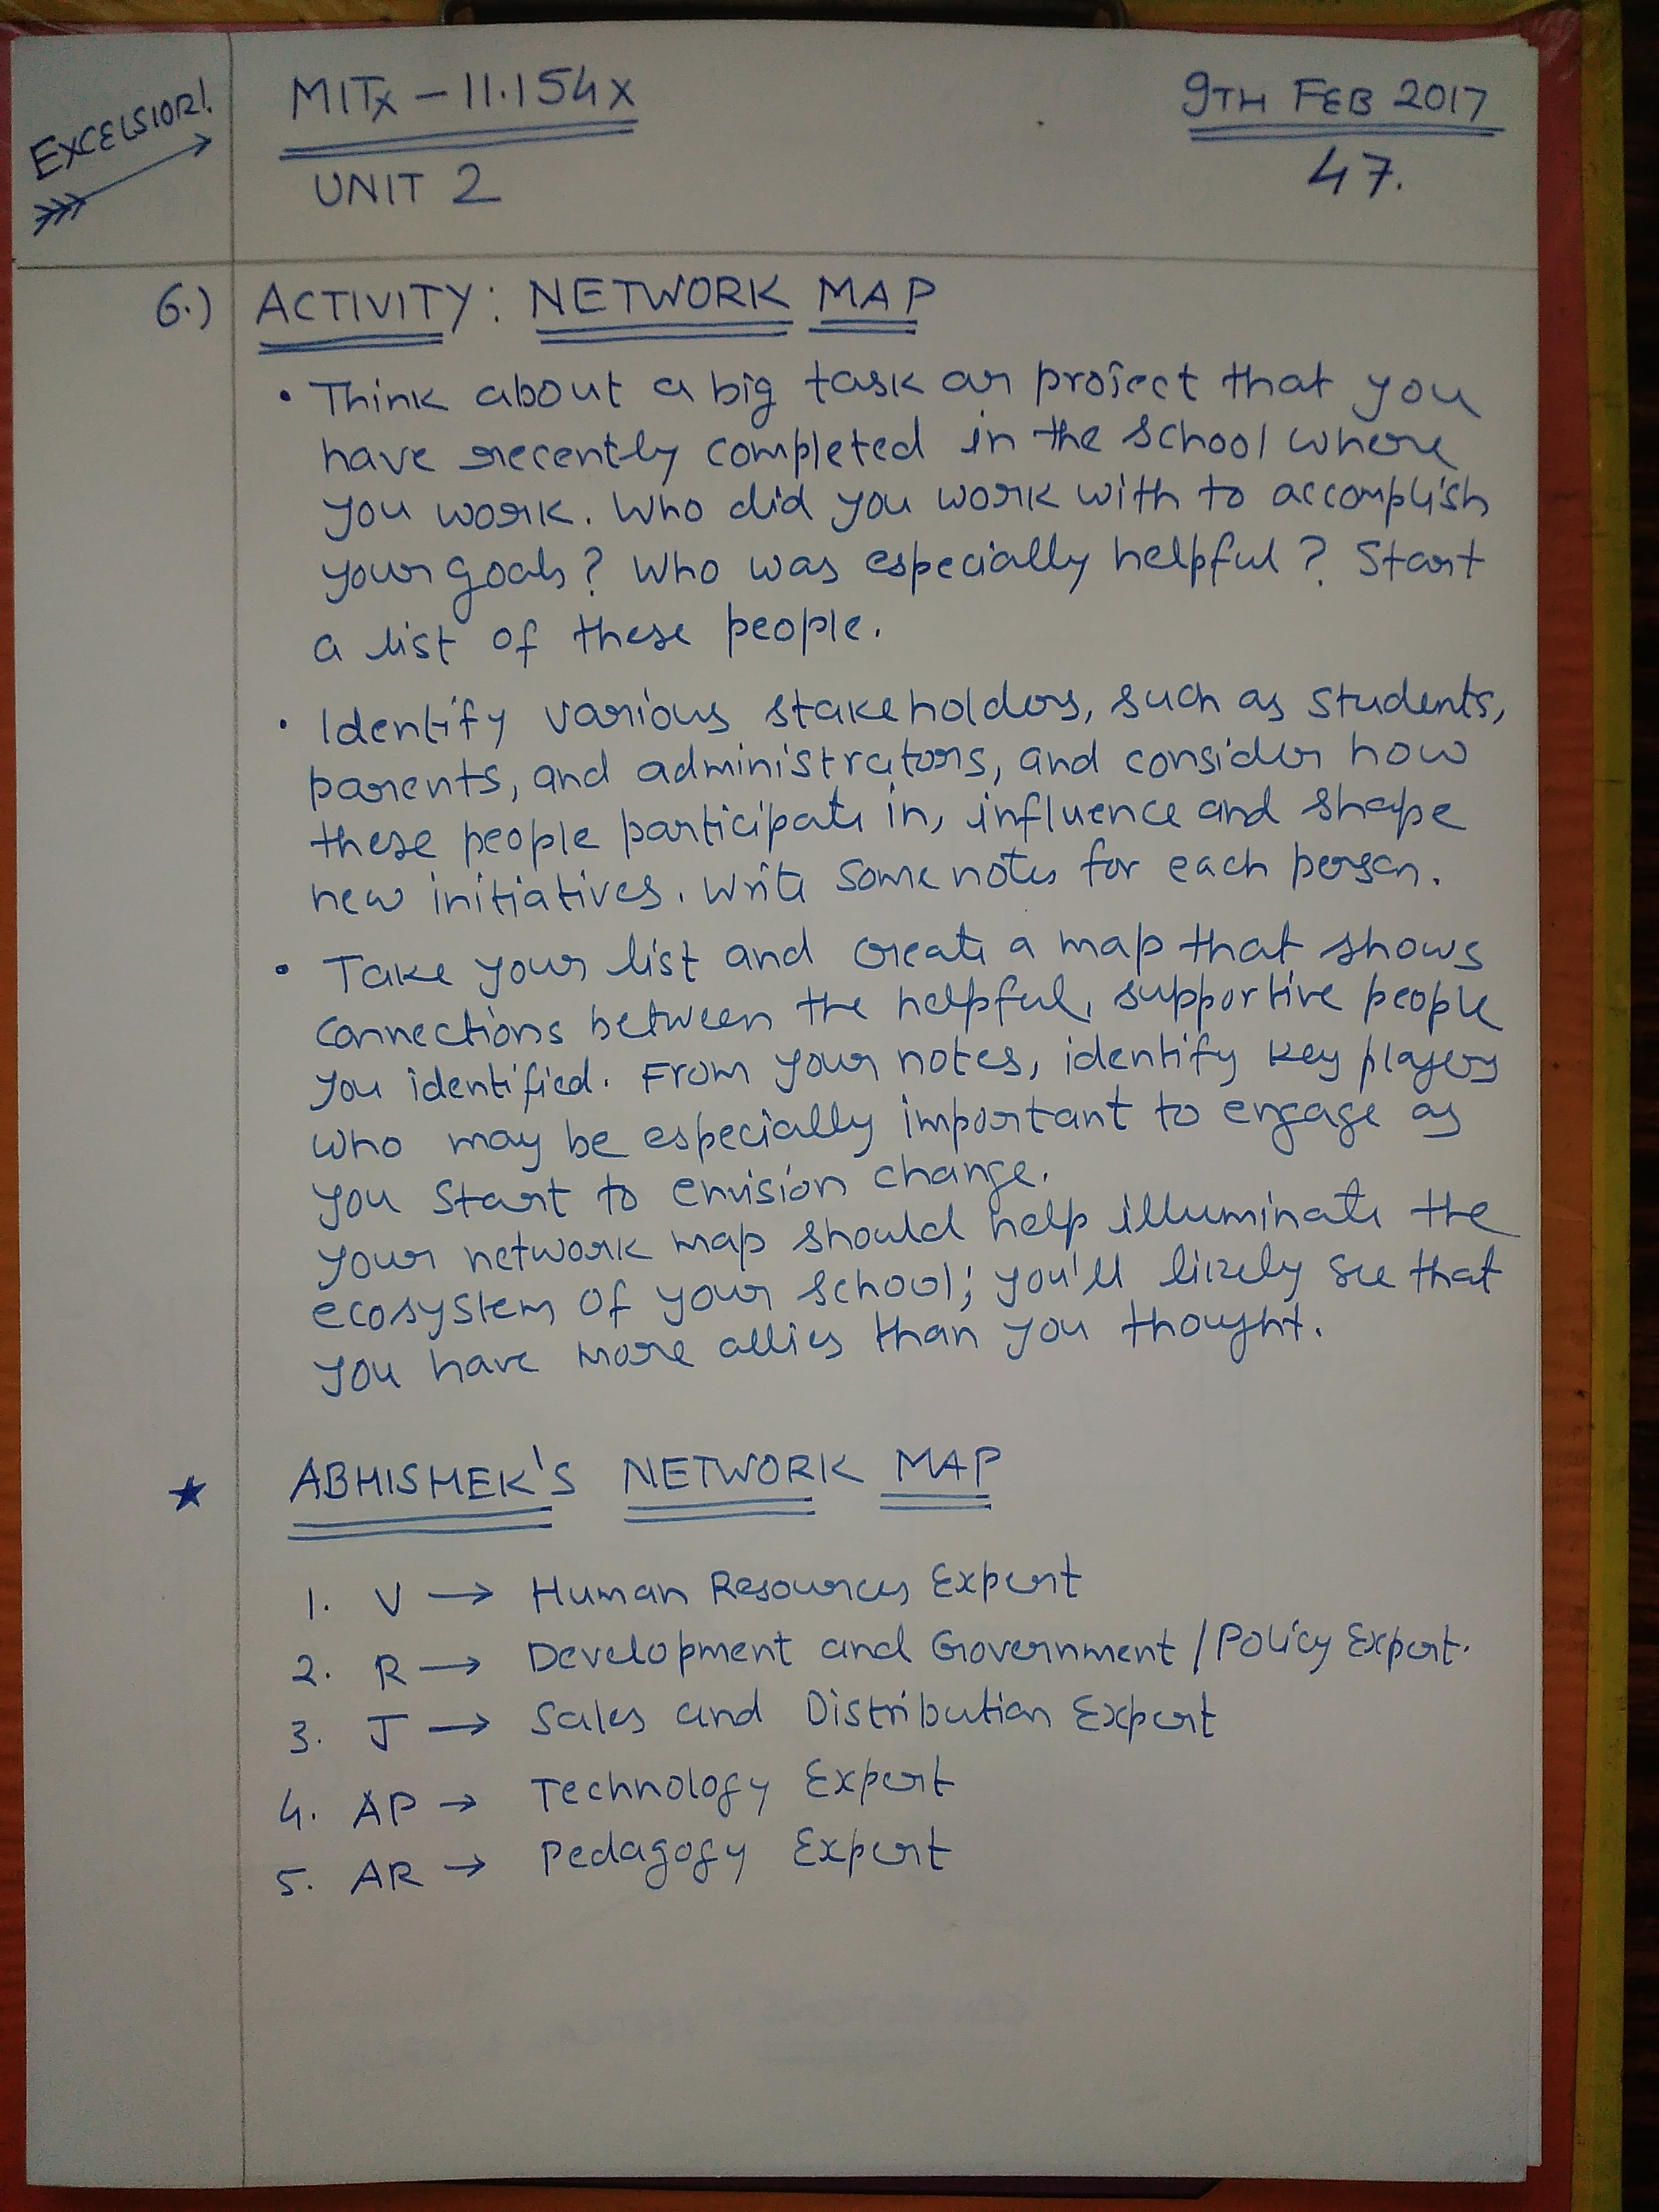 EXCELSIOR!
MITx - 11.154x
9TH FEB 2017
UNIT 2
47.
6.) ACTIVITY: NETWORK MAP
• Think about a big task or project that you
have recently completed in the school where
you work. Who did you work with to accomplish
your goals? Who was especially helpful? Start
a list of these people.
• Identify various stakeholders, such as students,
parents, and administrators, and consider how
these people participate in, influence and shape
new initiatives. Write some notes for each person.
• Take your list and create a map that shows
connections between the helpful, supportive people
you identified. From your notes, identify key players
who may be especially important to engage as
you start to envision change.
Your network map should help illuminate the
ecosystem of your school; you'll likely see that
you have more allies than you thought.
★ ABHISHEK'S NETWORK MAP
1. V → Human Resources Expert
2. R → Development and Government / Policy Expert.
3. J → Sales and Distribution Expert
4. AP → Technology Expert
5. AR → Pedagogy Expert